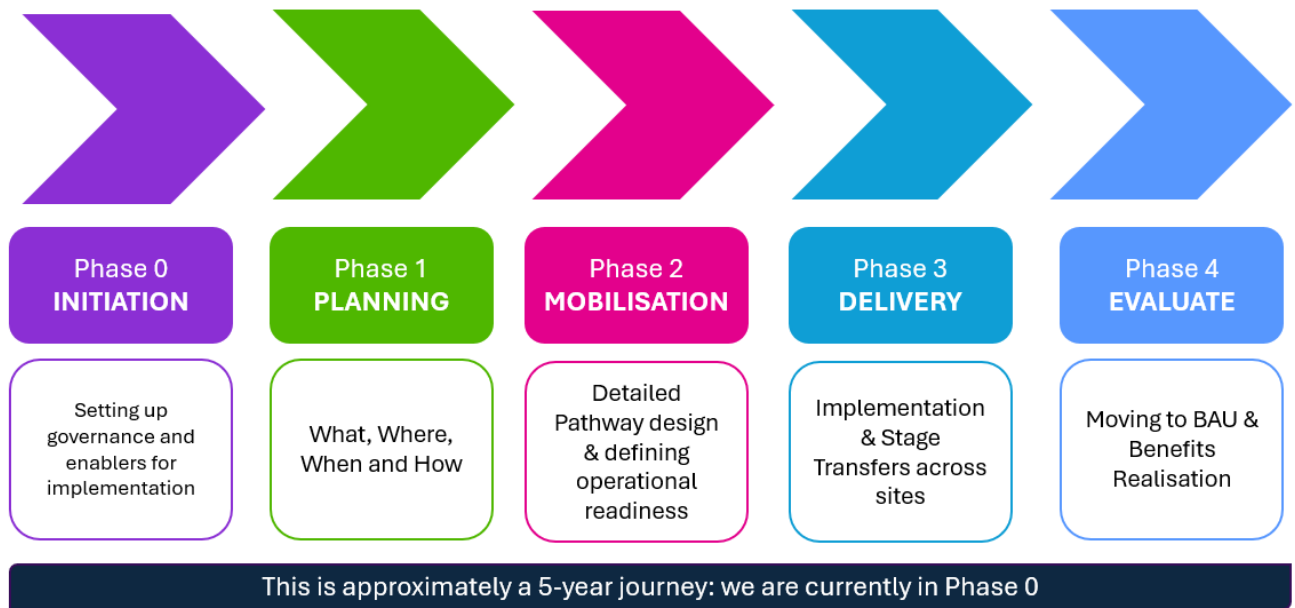 Phase 0
INITIATION
Phase 1
PLANNING
Phase 2
MOBILISATION
Phase 3
DELIVERY
Phase 4
EVALUATE
Setting up
governance and
enablers for
implementation
What, Where,
When and How
Detailed
Pathway design
& defining
operational
readiness
Implementation
& Stage
Transfers across
sites
Moving to BAU &
Benefits
Realisation
This is approximately a 5-year journey: we are currently in Phase 0